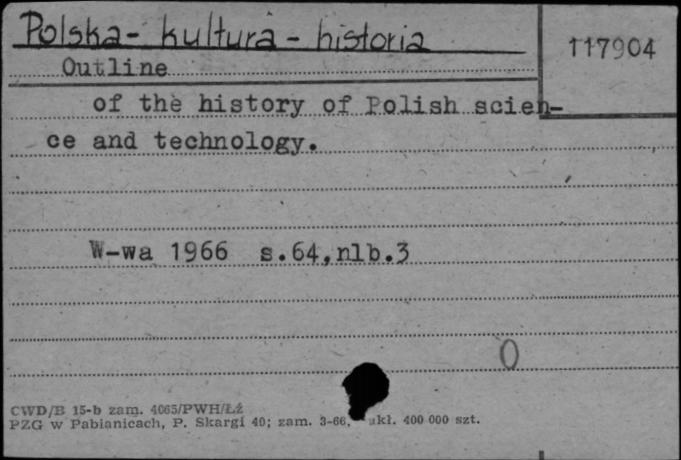 Polska - kultura - historia
117904
Outline
of the history of Polish scien-
ce and technology.
W-wa 1966 s.64,nlb.3
0
CWD/B 15-b zam. 4065/PWH/Łź
PZG w Pabianicach, P. Skargi 40; zam. 3-66, akł. 400 000 szt.